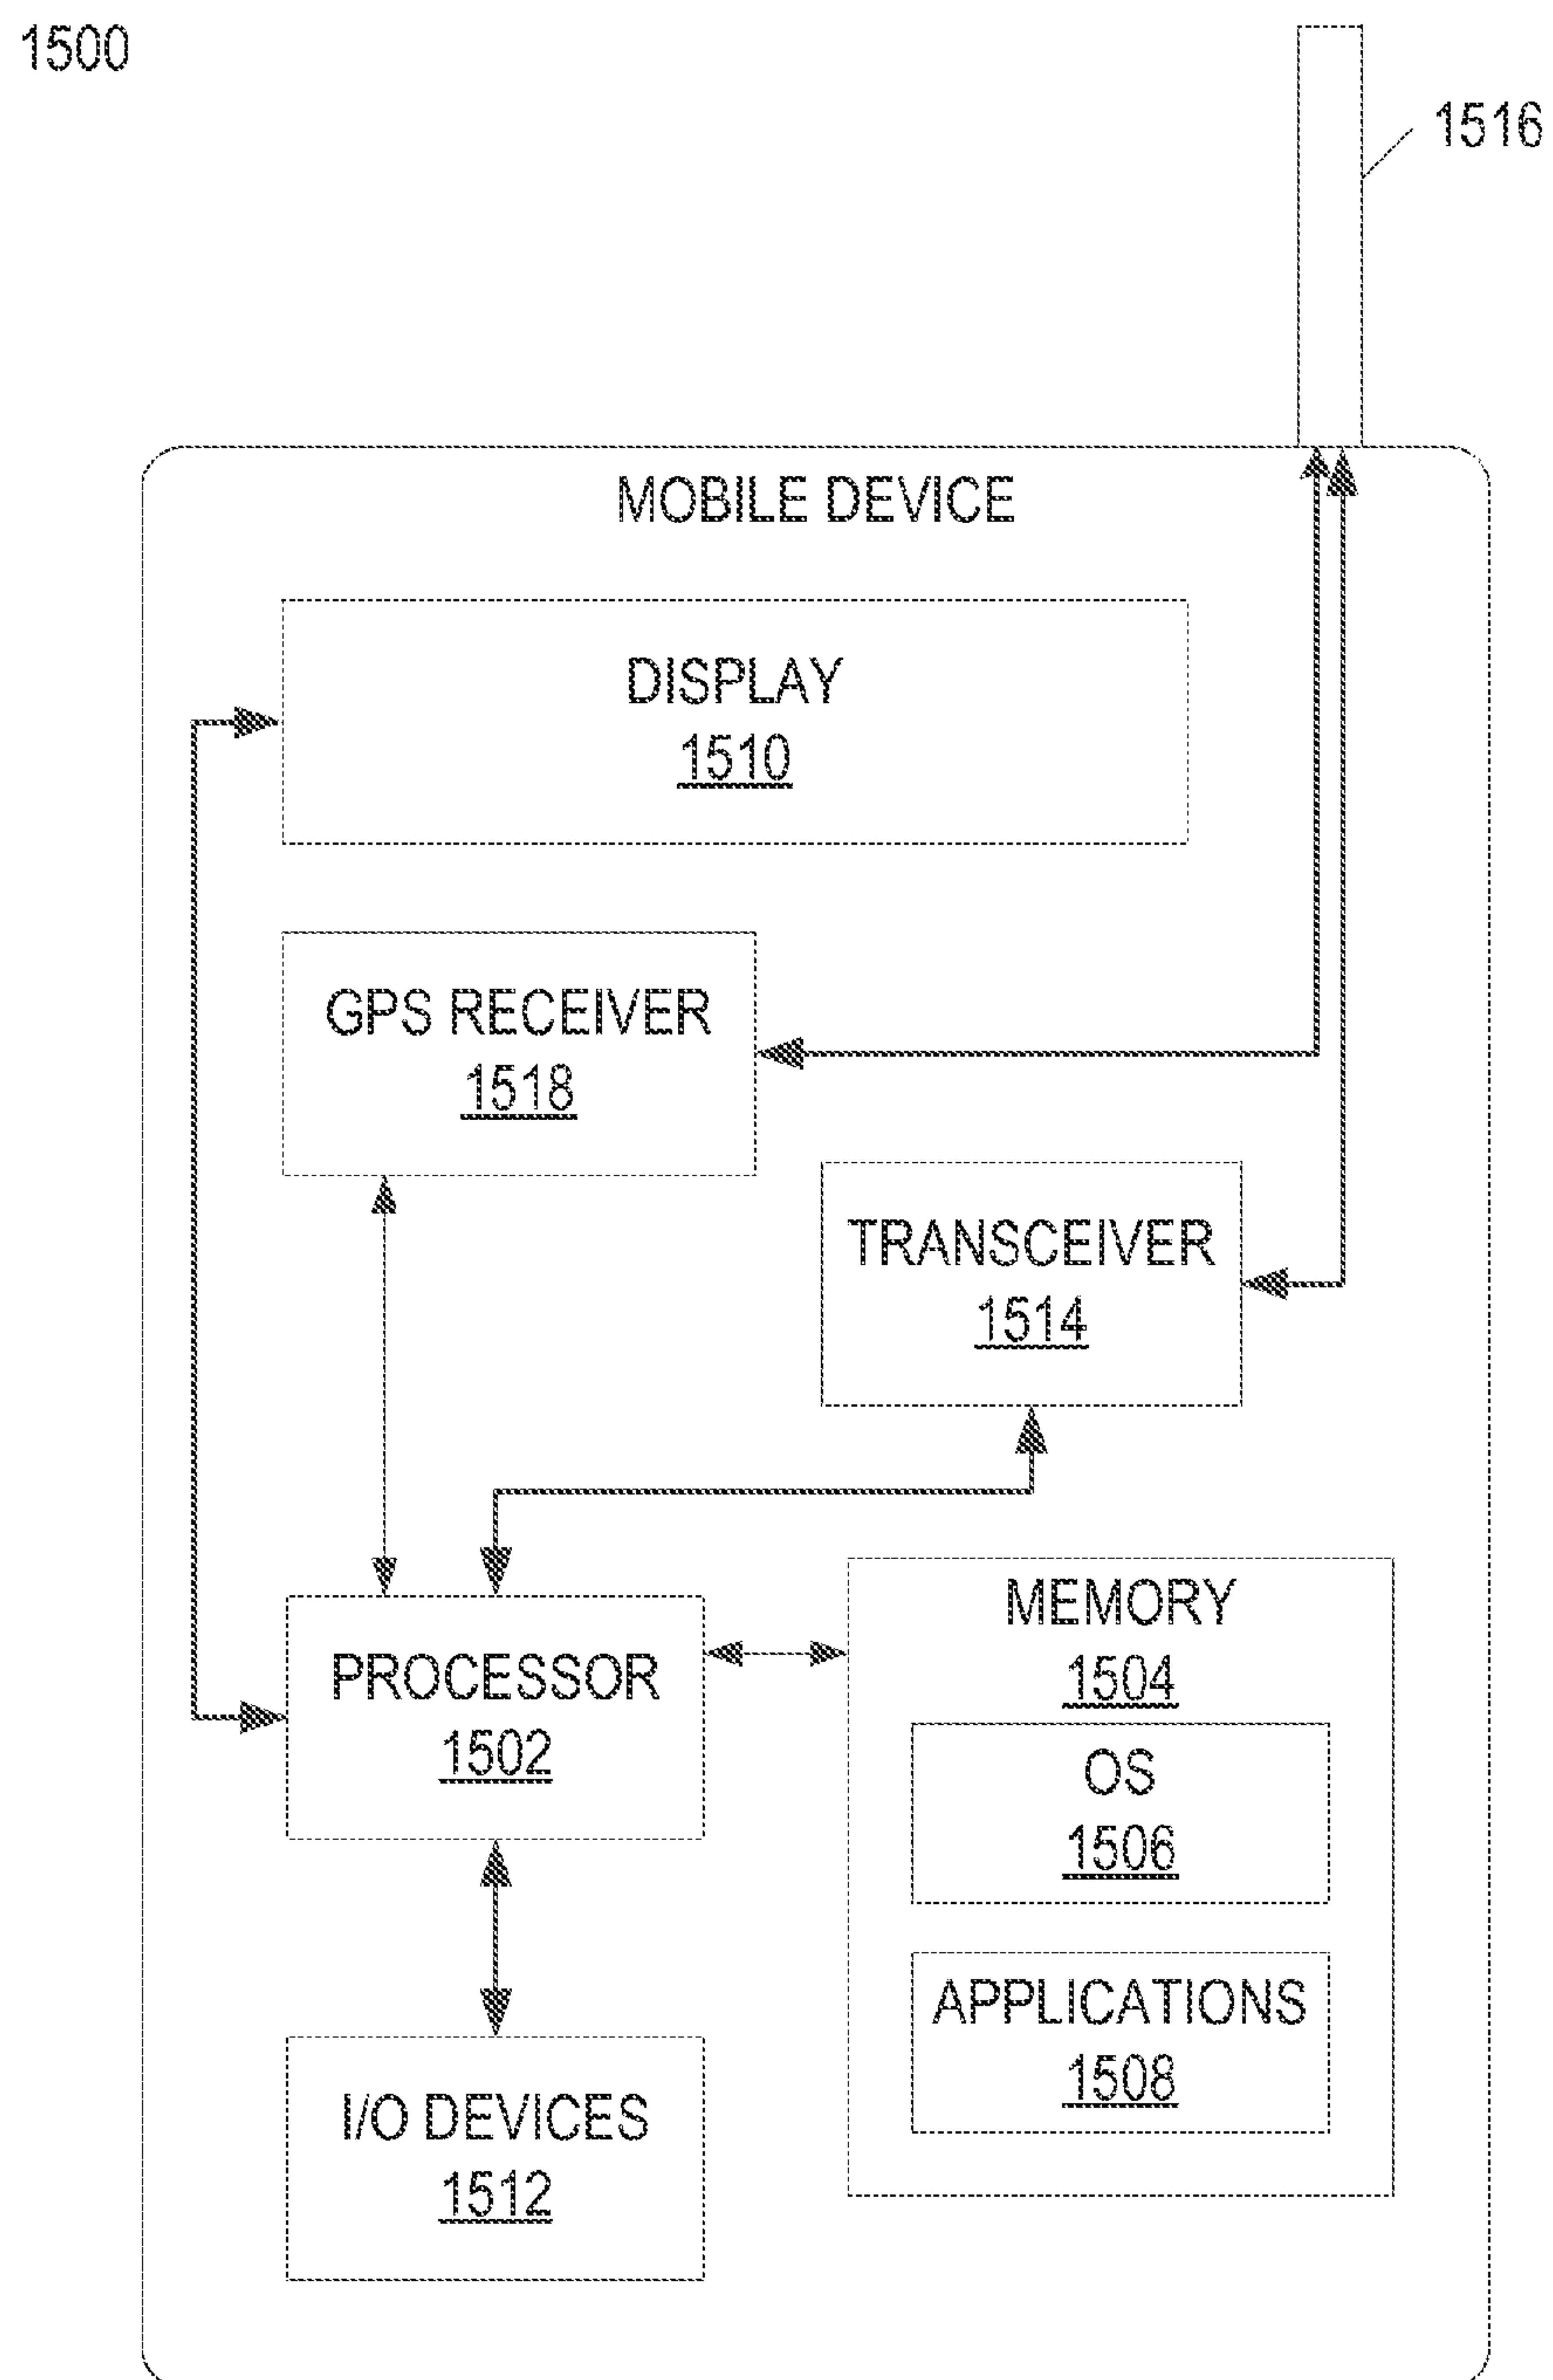 1500
1516
MOBILE DEVICE
DISPLAY
1510
GPS RECEIVER
1518
TRANSCEIVER
1514
PROCESSOR
1502
MEMORY
1504
OS
1506
APPLICATIONS
1508
I/O DEVICES
1512